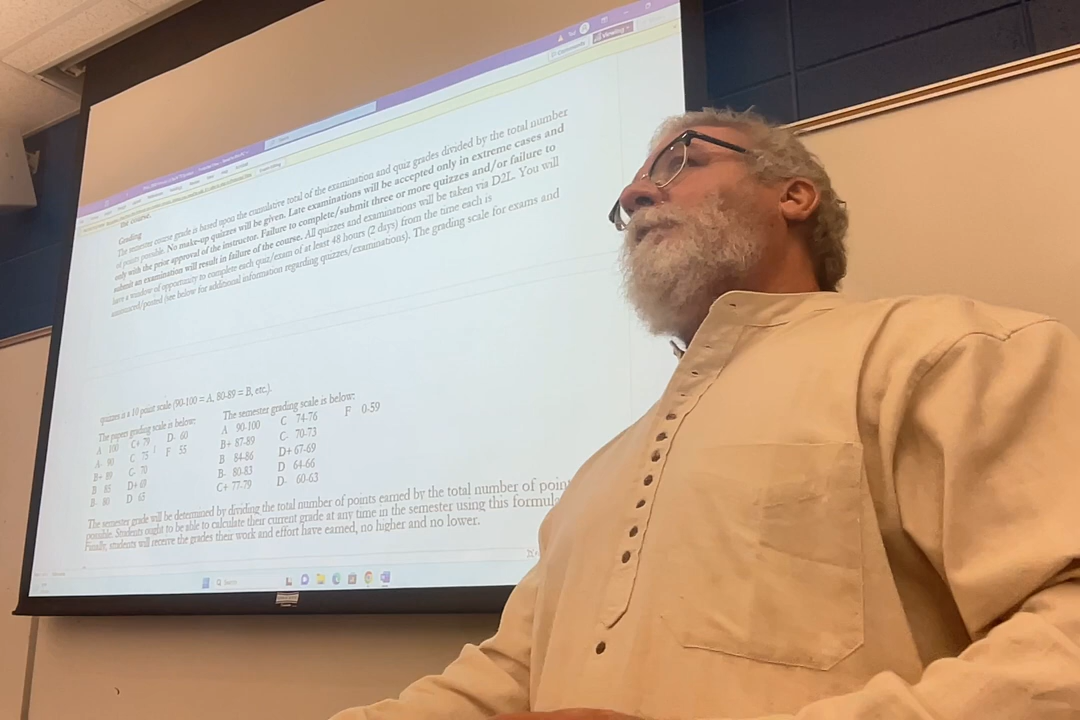 Viewing
Comments
the course.
Grading
The semester course grade is based upon the cumulative total of the examination and quiz grades divided by the total number
of points possible. No make-up quizzes will be given. Late examinations will be accepted only in extreme cases and
only with the prior approval of the instructor. Failure to complete/submit three or more quizzes and/or failure to
submit an examination will result in failure of the course. All quizzes and examinations will be taken via D2L. You will
have a window of opportunity to complete each quiz/exam of at least 48 hours (2 days) from the time each is
announced/posted (see below for additional information regarding quizzes/examinations). The grading scale for exams and
quizzes is a 10 point scale (90-100 = A, 80-89 = B, etc.).
The papers grading scale is below:
A 100 C+ 79 D- 60
A- 90 C 75 F 55
B+ 89 C- 70
B 85 D+ 69
B- 80 D 65
The semester grading scale is below:
A 90-100 C 74-76 F 0-59
B+ 87-89 C- 70-73
B 84-86 D+ 67-69
B- 80-83 D 64-66
C+ 77-79 D- 60-63
The semester grade will be determined by dividing the total number of points earned by the total number of poin
possible. Students ought to be able to calculate their current grade at any time in the semester using this formula
Finally, students will receive the grades their work and effort have earned, no higher and no lower.
Search